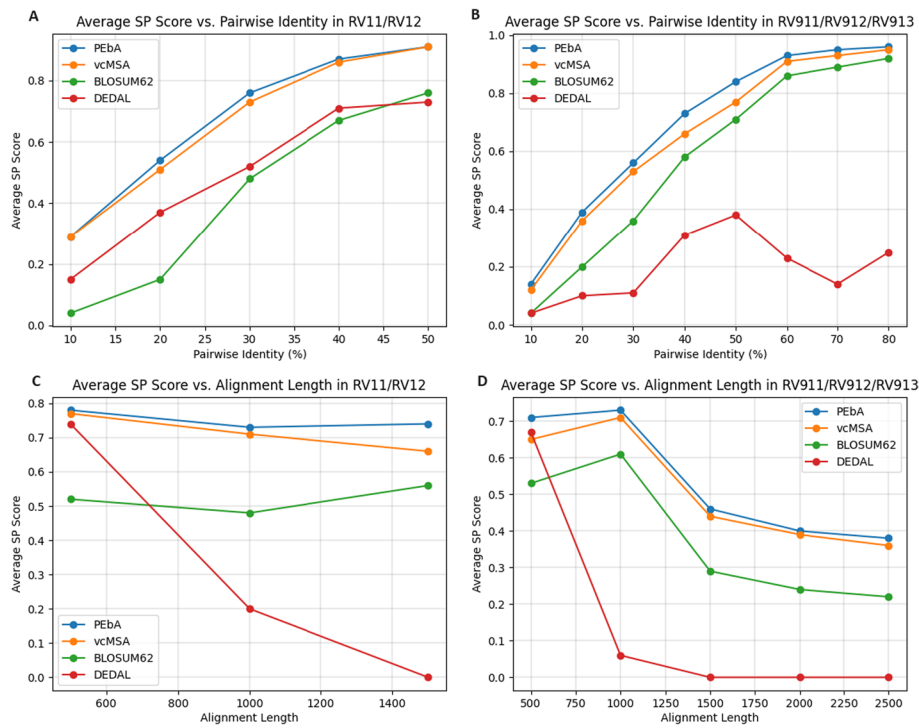 A
Average SP Score vs. Pairwise Identity in RV11/RV12
PEbA
vcMSA
BLOSUM62
DEDAL
Average SP Score
0.8
0.6
0.4
0.2
0.0
10 15 20 25 30 35 40 45 50
Pairwise Identity (%)
B
Average SP Score vs. Pairwise Identity in RV911/RV912/RV913
PEbA
vcMSA
BLOSUM62
DEDAL
Average SP Score
1.0
0.8
0.6
0.4
0.2
0.0
10 20 30 40 50 60 70 80
Pairwise Identity (%)
C
Average SP Score vs. Alignment Length in RV11/RV12
Average SP Score
0.8
0.7
0.6
0.5
0.4
0.3
0.2
0.1
0.0
PEbA
vcMSA
BLOSUM62
DEDAL
600 800 1000 1200 1400
Alignment Length
D
Average SP Score vs. Alignment Length in RV911/RV912/RV913
PEbA
vcMSA
BLOSUM62
DEDAL
Average SP Score
0.7
0.6
0.5
0.4
0.3
0.2
0.1
0.0
500 750 1000 1250 1500 1750 2000 2250 2500
Alignment Length